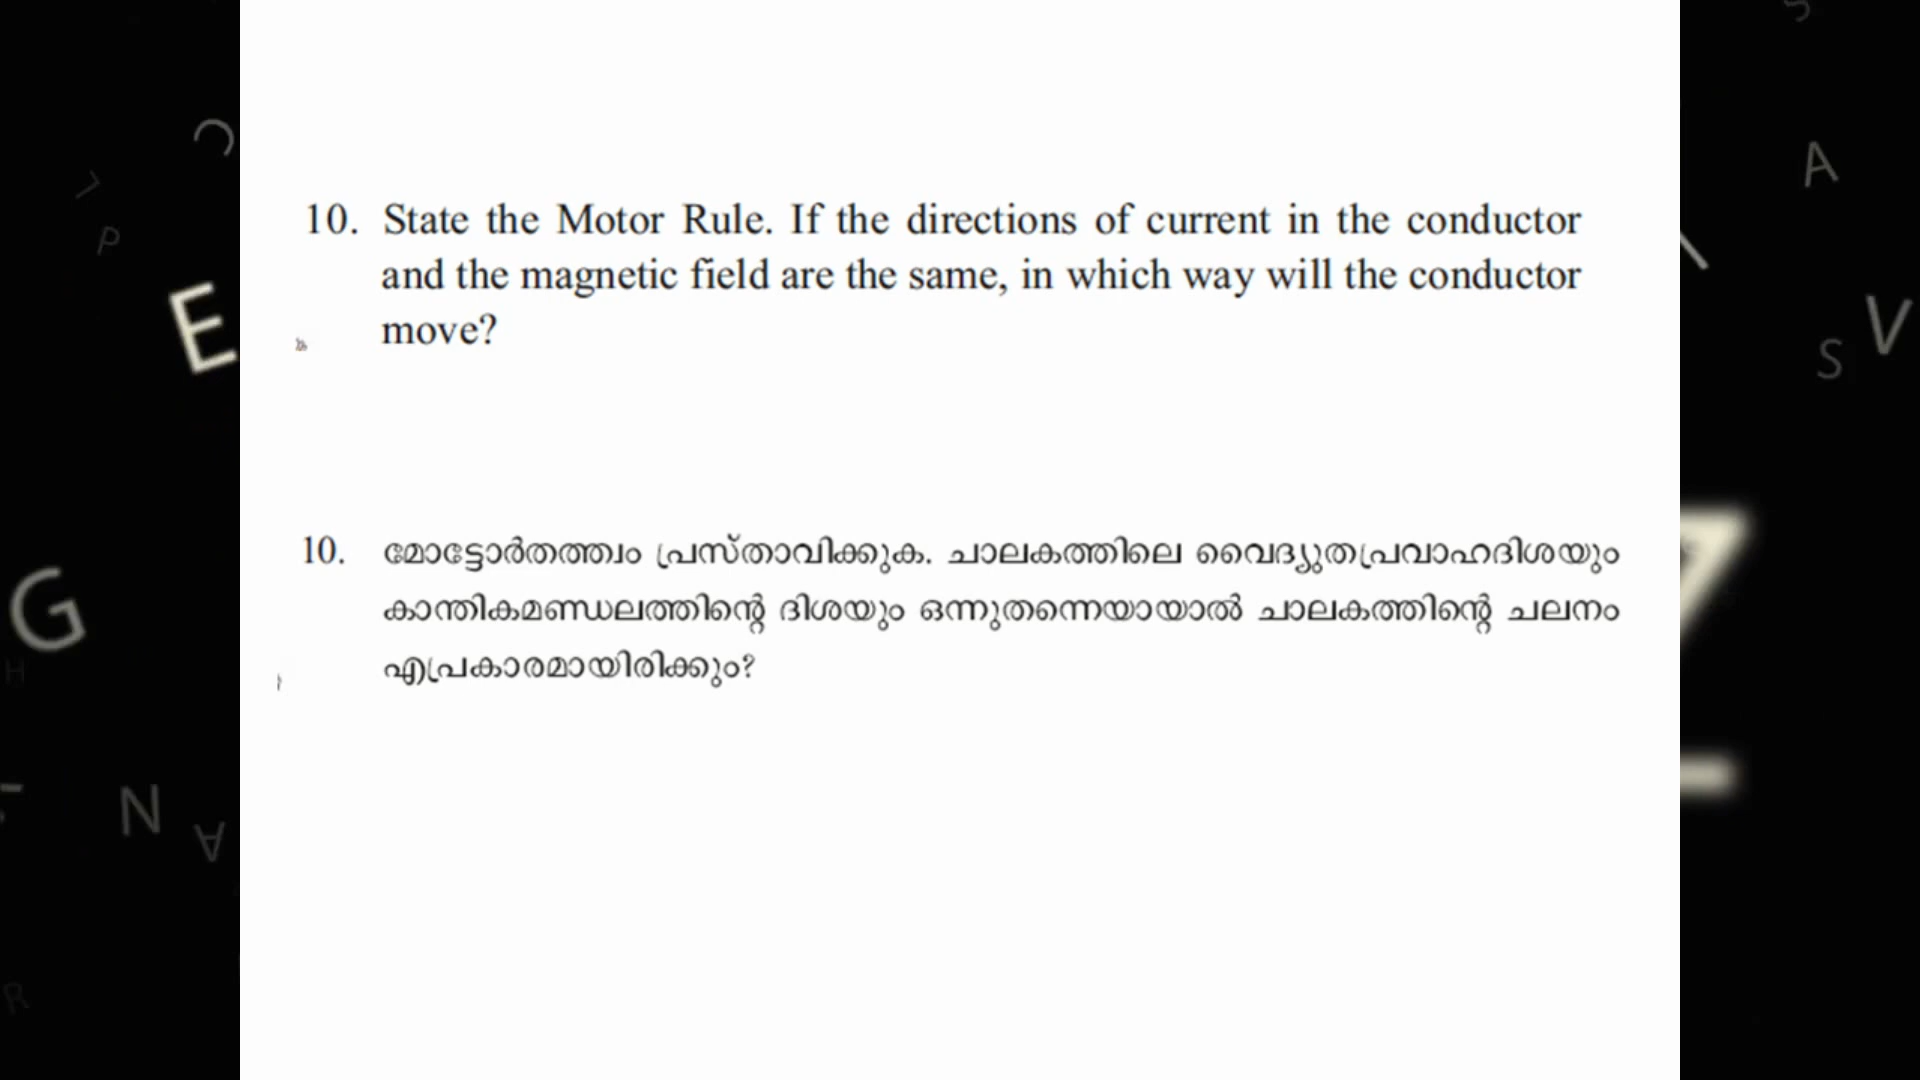 10. State the Motor Rule. If the directions of current in the conductor
and the magnetic field are the same, in which way will the conductor
move?
10. മോട്ടോർതത്ത്വം പ്രസ്താവിക്കുക. ചാലകത്തിലെ വൈദ്യുതപ്രവാഹദിശയും
കാന്തികമണ്ഡലത്തിന്റെ ദിശയും ഒന്നുതന്നെയായാൽ ചാലകത്തിന്റെ ചലനം
എപ്രകാരമായിരിക്കും?